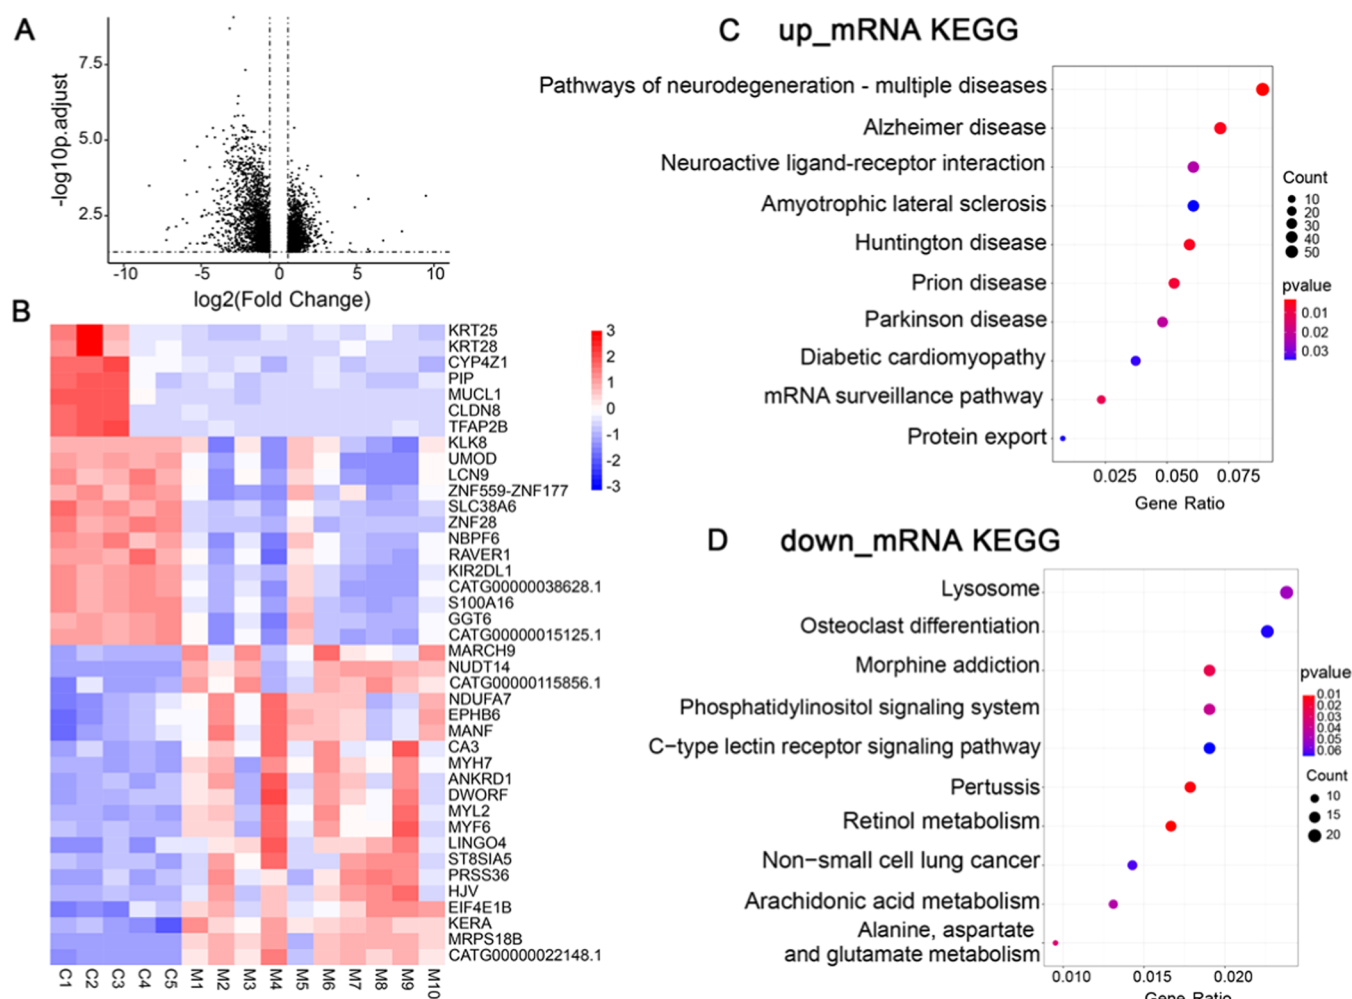 A
-log10p.adjust
7.5
5.0
2.5
-10
-5
0
5
10
log2(Fold Change)
B
KRT25
KRT28
CYP4Z1
PIP
MUCL1
CLDN8
TFAP2B
KLK8
UMOD
LCN9
ZNF559-ZNF177
SLC38A6
ZNF28
NBPF6
RAVER1
KIR2DL1
CATG00000038628.1
S100A16
GGT6
CATG00000015125.1
MARCH9
NUDT14
CATG00000115856.1
NDUFA7
EPHB6
MANF
CA3
MYH7
ANKRD1
DWORF
MYL2
MYF6
LINGO4
ST8SIA5
PRSS36
HJV
EIF4E1B
KERA
MRPS18B
CATG00000022148.1
3
2
1
0
-1
-2
-3
C1
C2
C3
C4
C5
M1
M2
M3
M4
M5
M6
M7
M8
M9
M10
C
up_mRNA KEGG
Pathways of neurodegeneration - multiple diseases
Alzheimer disease
Neuroactive ligand-receptor interaction
Amyotrophic lateral sclerosis
Huntington disease
Prion disease
Parkinson disease
Diabetic cardiomyopathy
mRNA surveillance pathway
Protein export
0.025
0.050
0.075
Gene Ratio
Count
10
20
30
40
50
pvalue
0.01
0.02
0.03
D
down_mRNA KEGG
Lysosome
Osteoclast differentiation
Morphine addiction
Phosphatidylinositol signaling system
C−type lectin receptor signaling pathway
Pertussis
Retinol metabolism
Non−small cell lung cancer
Arachidonic acid metabolism
Alanine, aspartate
and glutamate metabolism
0.010
0.015
0.020
Gene Ratio
pvalue
0.01
0.02
0.03
0.04
0.05
0.06
Count
10
15
20